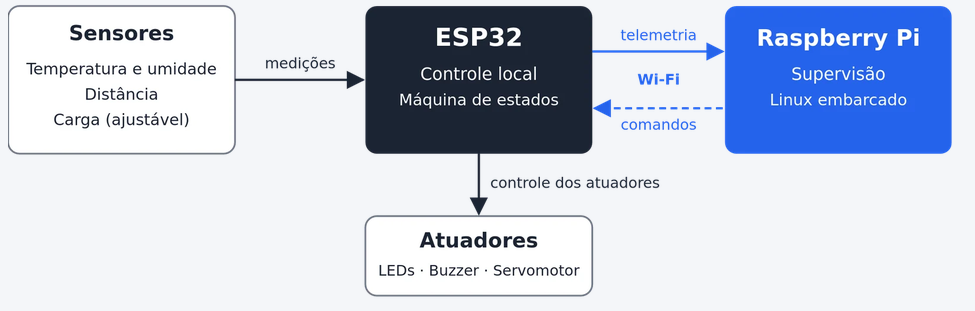 Sensores
Temperatura e umidade
Distância
Carga (ajustável)
medições
ESP32
Controle local
Máquina de estados
telemetria
Wi-Fi
comandos
Raspberry Pi
Supervisão
Linux embarcado
controle dos atuadores
Atuadores
LEDs · Buzzer · Servomotor